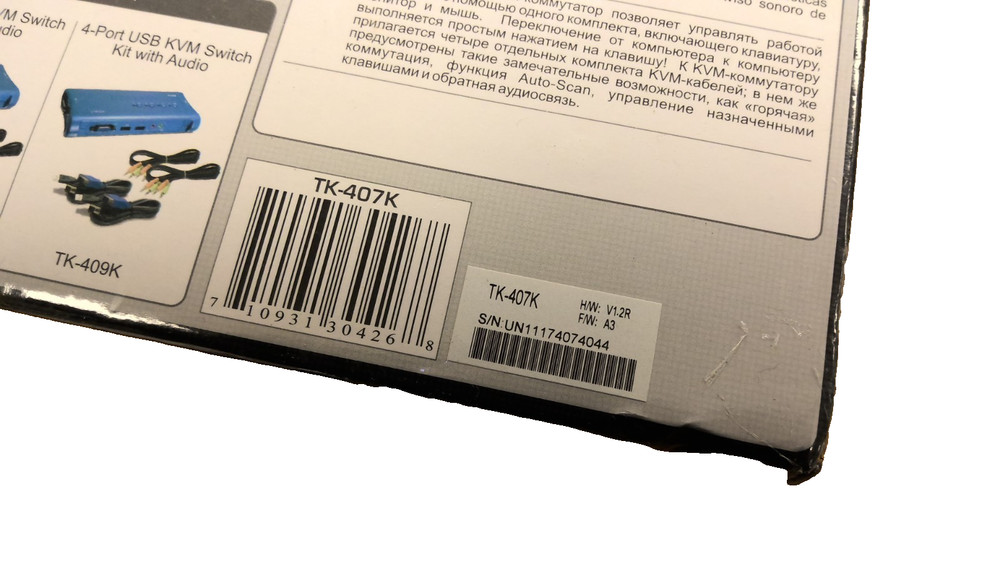 sonoro de
коммутатор позволяет управлять работой
помощью одного комплекта, включающего клавиатуру,
и мышь. Переключение от компьютера к компьютеру
выполняется простым нажатием на клавишу! К KVM-коммутатору
прилагается четыре отдельных комплекта KVM-кабелей; в нем же
предусмотрены такие замечательные возможности, как «горячая»
коммутация, функция Auto-Scan, управление назначенными
клавишами и обратная аудиосвязь.
Switch
4-Port USB KVM Switch
Kit with Audio
TK-409K
TK-407K
7 10931 30426 8
TK-407K
H/W: V1.2R
F/W: A3
S/N:UN11174074044